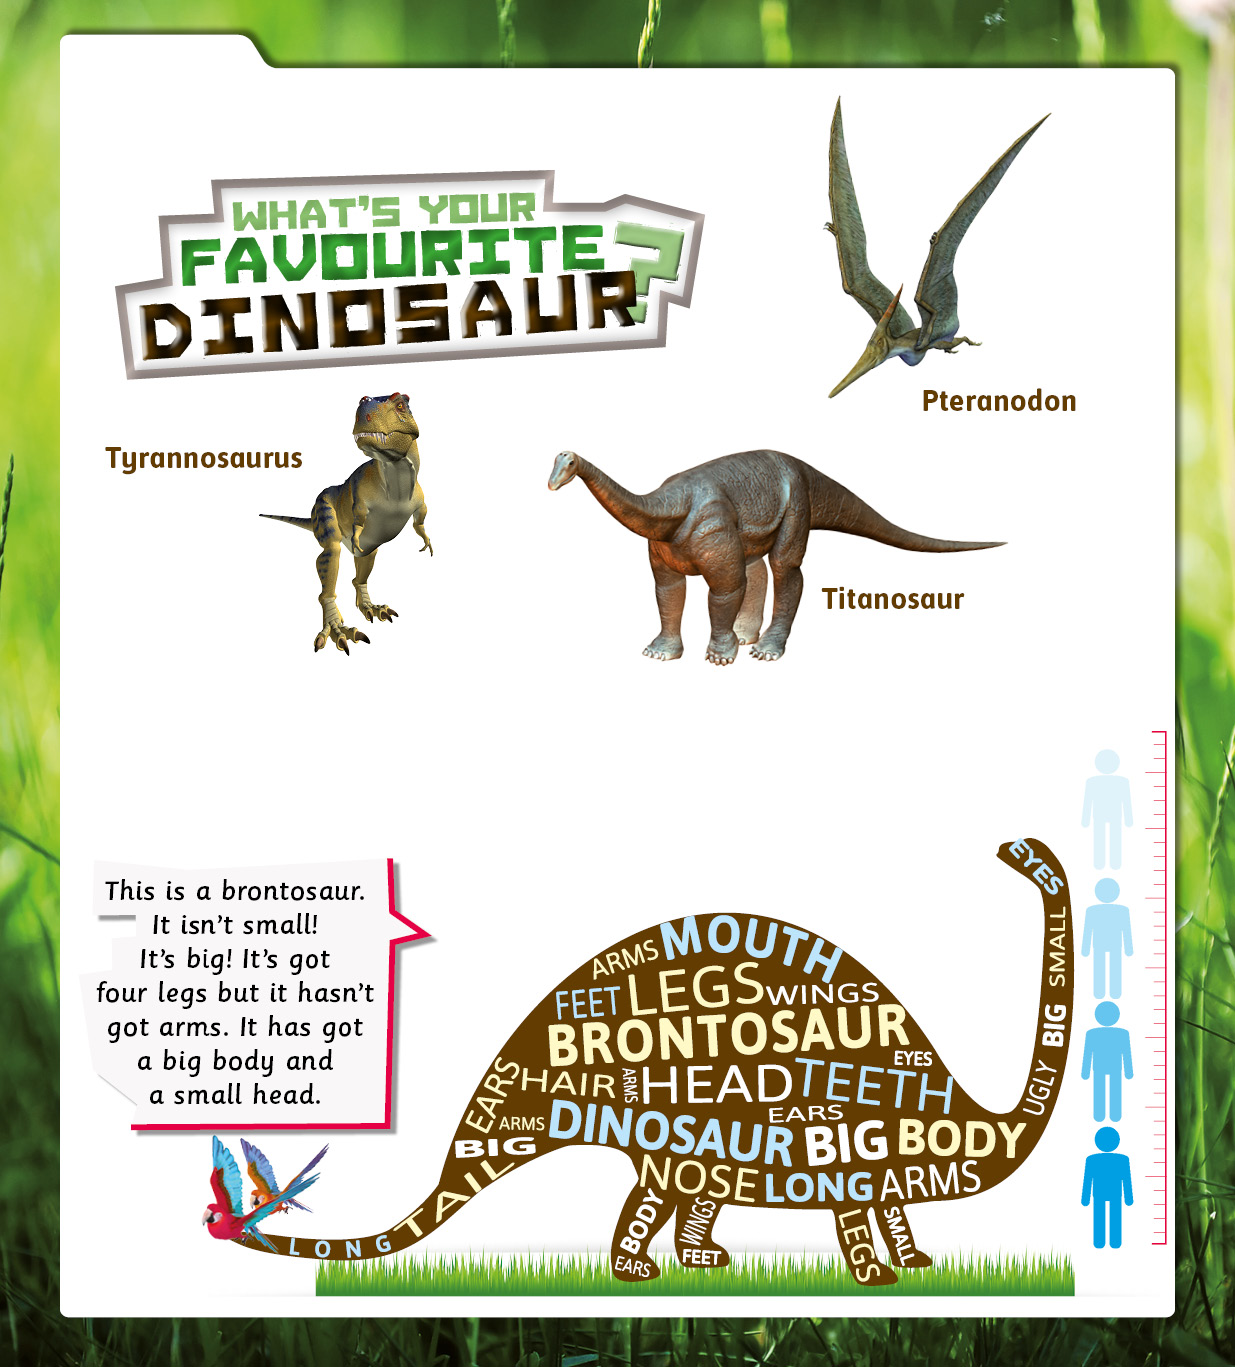 WHAT'S YOUR
FAVOURITE
DINOSAUR?
Pteranodon
Tyrannosaurus
Titanosaur
This is a brontosaur.
It isn't small!
It's big! It's got
four legs but it hasn't
got arms. It has got
a big body and
a small head.
EYES
SMALL
BIG
UGLY
ARMS
MOUTH
FEET
LEGS
WINGS
BRONTOSAUR
EYES
EARS
HAIR
ARMS
HEAD
TEETH
EARS
ARMS
DINOSAUR
BIG
BODY
BIG
NOSE
LONG
ARMS
TAIL
LONG
BODY
EARS
WINGS
FEET
LEGS
SMALL